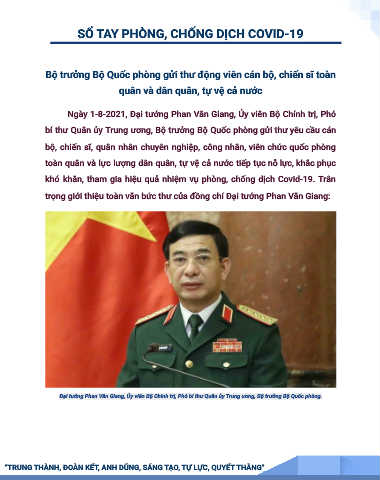 SỔ TAY PHÒNG, CHỐNG DỊCH COVID-19
Bộ trưởng Bộ Quốc phòng gửi thư động viên cán bộ, chiến sĩ toàn
quân và dân quân, tự vệ cả nước
Ngày 1-8-2021, Đại tướng Phan Văn Giang, Ủy viên Bộ Chính trị, Phó
bí thư Quân ủy Trung ương, Bộ trưởng Bộ Quốc phòng gửi thư yêu cầu cán
bộ, chiến sĩ, quân nhân chuyên nghiệp, công nhân, viên chức quốc phòng
toàn quân và lực lượng dân quân, tự vệ cả nước tiếp tục nỗ lực, khắc phục
khó khăn, tham gia hiệu quả nhiệm vụ phòng, chống dịch Covid-19. Trân
trọng giới thiệu toàn văn bức thư của đồng chí Đại tướng Phan Văn Giang:
Đại tướng Phan Văn Giang, Ủy viên Bộ Chính trị, Phó bí thư Quân ủy Trung ương, Bộ trưởng Bộ Quốc phòng.
"TRUNG THÀNH, ĐOÀN KẾT, ANH DŨNG, SÁNG TẠO, TỰ LỰC, QUYẾT THẮNG"